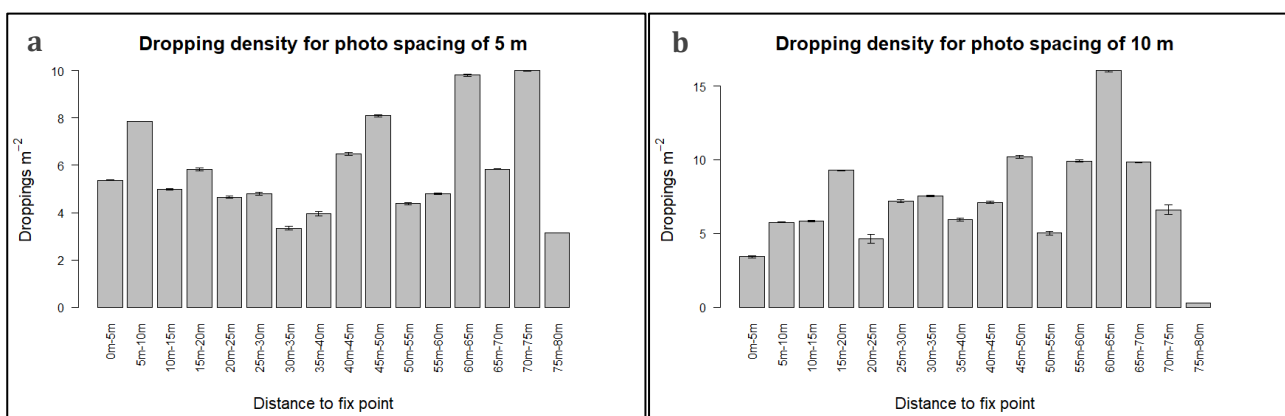 a
Dropping density for photo spacing of 5 m
Droppings m⁻²
10
8
6
4
2
0
0m-5m
5m-10m
10m-15m
15m-20m
20m-25m
25m-30m
30m-35m
35m-40m
40m-45m
45m-50m
50m-55m
55m-60m
60m-65m
65m-70m
70m-75m
75m-80m
Distance to fix point
b
Dropping density for photo spacing of 10 m
Droppings m⁻²
15
10
5
0
0m-5m
5m-10m
10m-15m
15m-20m
20m-25m
25m-30m
30m-35m
35m-40m
40m-45m
45m-50m
50m-55m
55m-60m
60m-65m
65m-70m
70m-75m
75m-80m
Distance to fix point